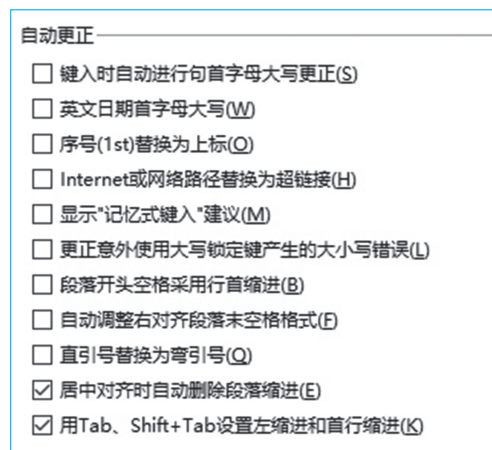 自动更正
键入时自动进行句首字母大写更正(S)
英文日期首字母大写(W)
序号(1st)替换为上标(O)
Internet或网络路径替换为超链接(H)
显示"记忆式键入"建议(M)
更正意外使用大写锁定键产生的大小写错误(L)
段落开头空格采用行首缩进(B)
自动调整右对齐段落末空格格式(F)
直引号替换为弯引号(Q)
居中对齐时自动删除段落缩进(E)
用Tab、Shift+Tab设置左缩进和首行缩进(K)